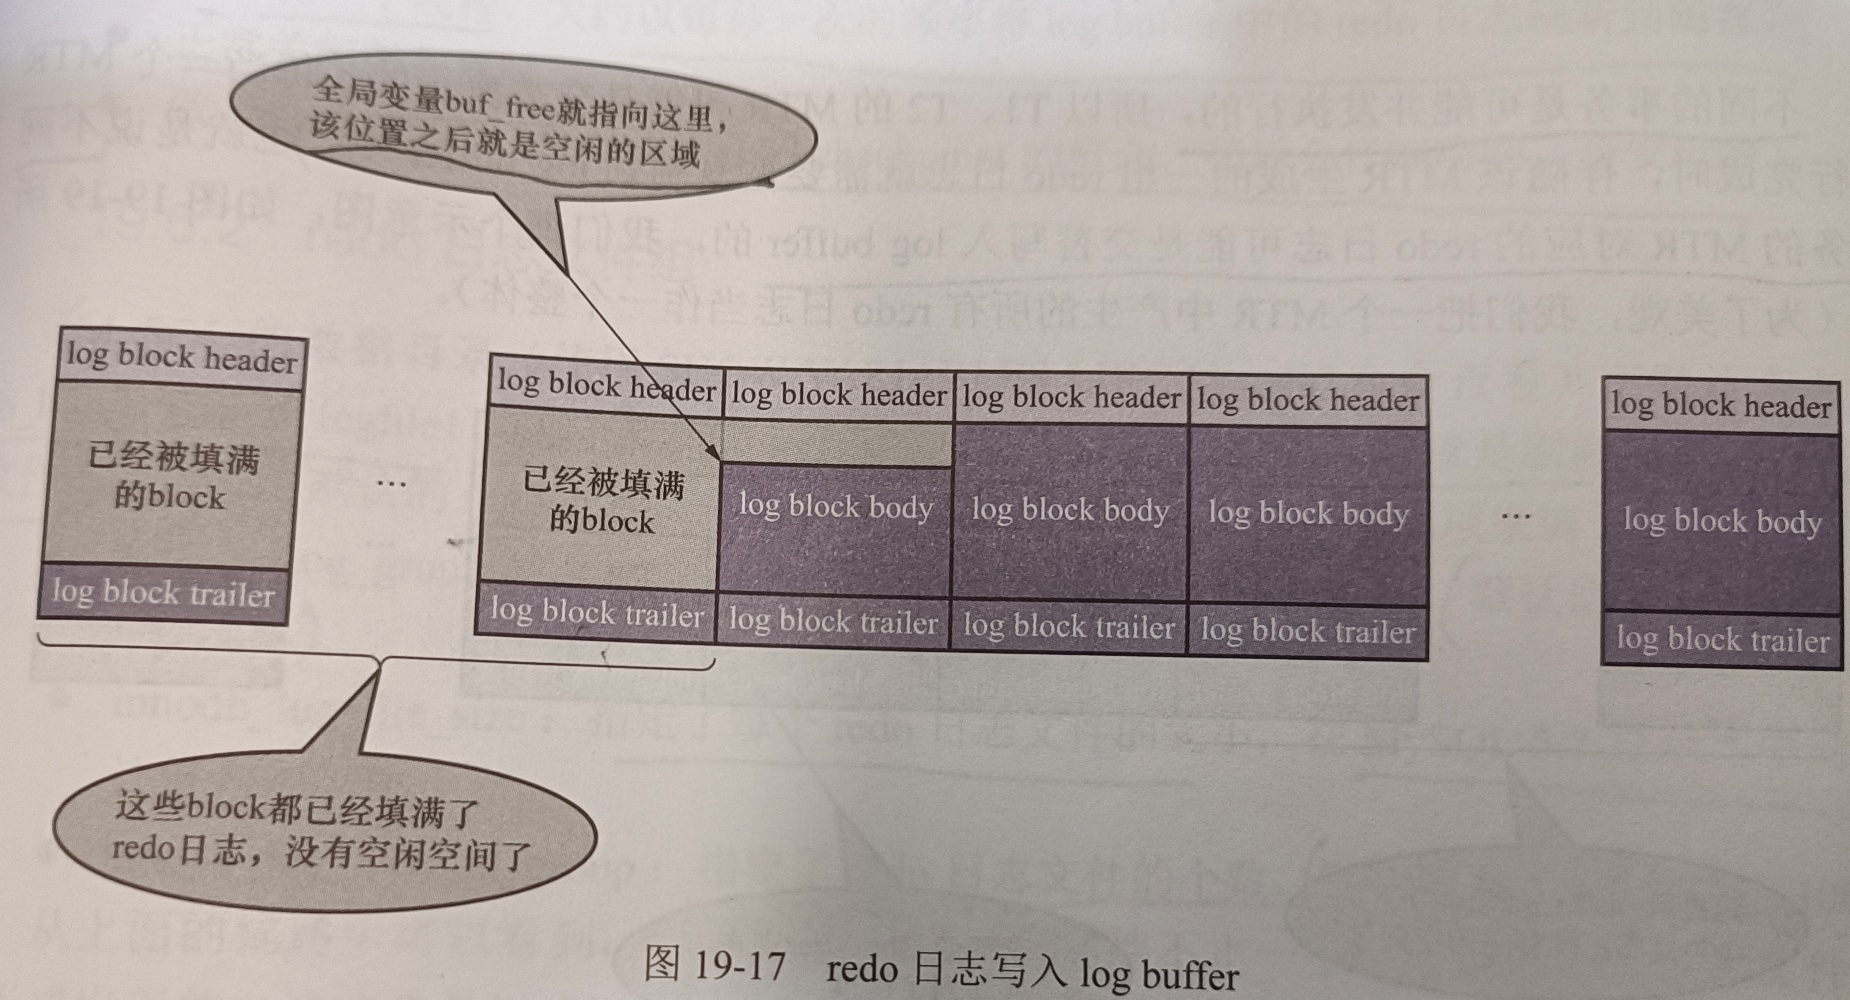 全局变量buf_free就指向这里，
该位置之后就是空闲的区域
log block header
log block header
log block header
log block header
log block header
log block header
已经被填满
的block
...
已经被填满
的block
log block body
log block body
log block body
...
log block body
log block trailer
log block trailer
log block trailer
log block trailer
log block trailer
log block trailer
这些block都已经填满了
redo日志，没有空闲空间了
图 19-17 redo 日志写入 log buffer